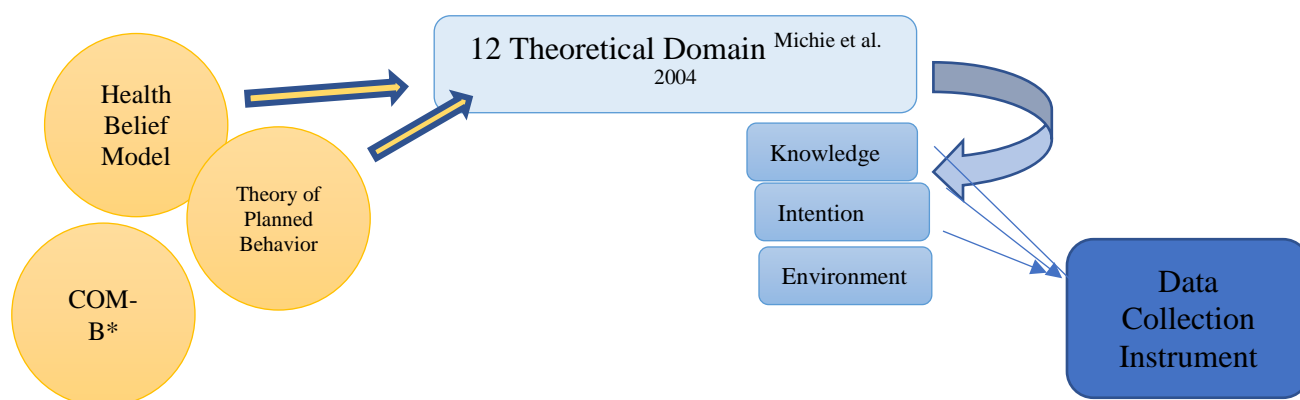 12 Theoretical Domain Michie et al.
2004
Health
Belief
Model
Theory of
Planned
Behavior
COM-
B*
Knowledge
Intention
Environment
Data
Collection
Instrument